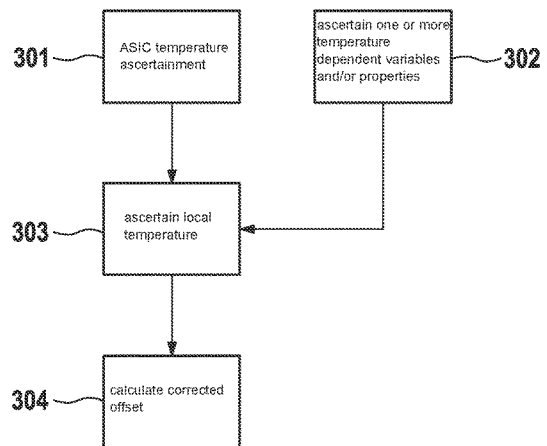 301
ASIC temperature
ascertainment
ascertain one or more
temperature
dependent variables
and/or properties
302
303
ascertain local
temperature
304
calculate corrected
offset